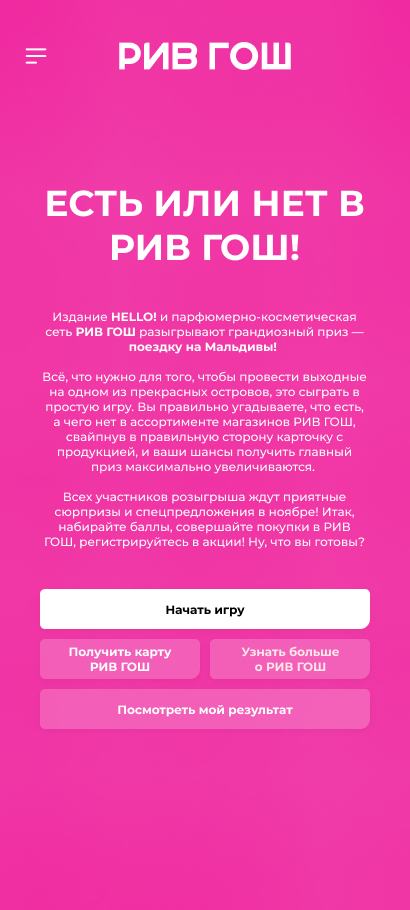 РИВ ГОШ
ЕСТЬ ИЛИ НЕТ В
РИВ ГОШ!
Издание HELLO! и парфюмерно-косметическая
сеть РИВ ГОШ разыгрывают грандиозный приз —
поездку на Мальдивы!
Всё, что нужно для того, чтобы провести выходные
на одном из прекрасных островов, это сыграть в
простую игру. Вы правильно угадываете, что есть,
а чего нет в ассортименте магазинов РИВ ГОШ,
свайпнув в правильную сторону карточку с
продукцией, и ваши шансы получить главный
приз максимально увеличиваются.
Всех участников розыгрыша ждут приятные
сюрпризы и спецпредложения в ноябре! Итак,
набирайте баллы, совершайте покупки в РИВ
ГОШ, регистрируйтесь в акции! Ну, что вы готовы?
Начать игру
Получить карту
РИВ ГОШ
Узнать больше
о РИВ ГОШ
Посмотреть мой результат